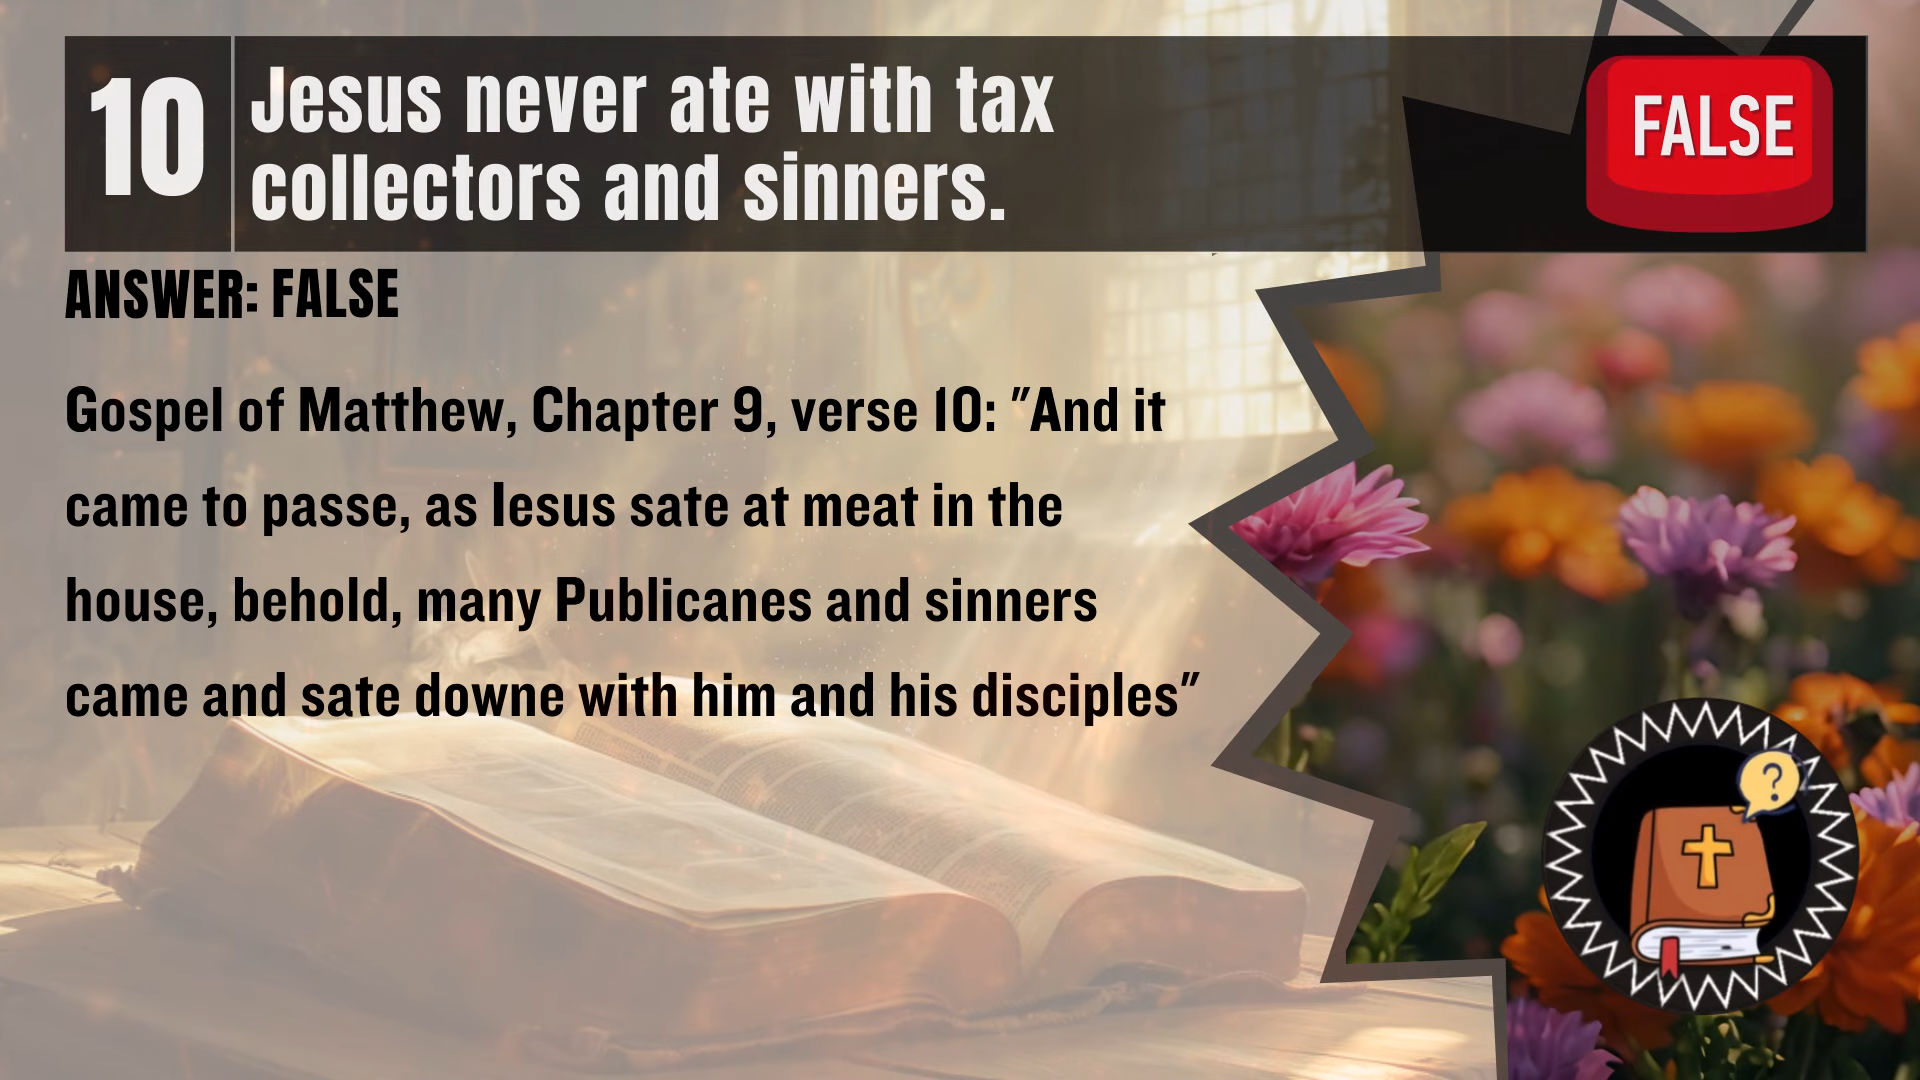 10
Jesus never ate with tax
collectors and sinners.
FALSE
ANSWER: FALSE
Gospel of Matthew, Chapter 9, verse 10: "And it
came to passe, as Iesus sate at meat in the
house, behold, many Publicanes and sinners
came and sate downe with him and his disciples"
?